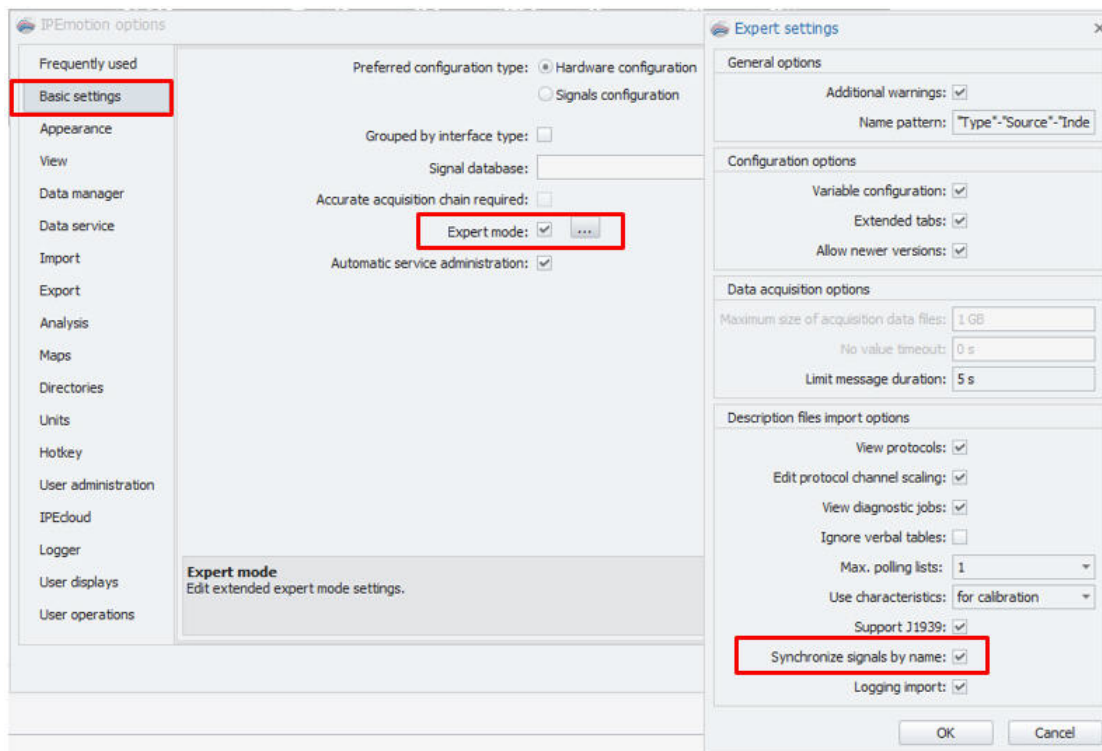 IPEmotion options
Frequently used
Basic settings
Appearance
View
Data manager
Data service
Import
Export
Analysis
Maps
Directories
Units
Hotkey
User administration
IPEcloud
Logger
User displays
User operations
Preferred configuration type: Hardware configuration
Signals configuration
Grouped by interface type:
Signal database:
Accurate acquisition chain required:
Expert mode: ...
Automatic service administration:
Expert mode
Edit extended expert mode settings.
Expert settings
General options
Additional warnings:
Name pattern: "Type"-"Source"-"Inde
Configuration options
Variable configuration:
Extended tabs:
Allow newer versions:
Data acquisition options
Maximum size of acquisition data files: 1 GB
No value timeout: 0 s
Limit message duration: 5 s
Description files import options
View protocols:
Edit protocol channel scaling:
View diagnostic jobs:
Ignore verbal tables:
Max. polling lists: 1
Use characteristics: for calibration
Support J1939:
Synchronize signals by name:
Logging import:
OK Cancel